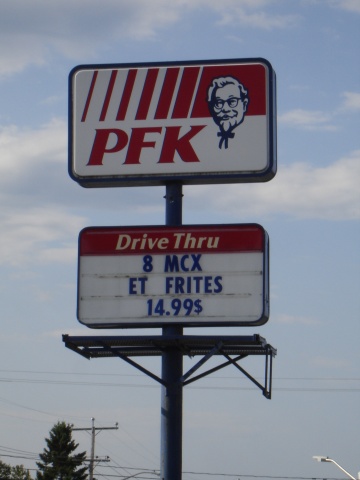 PFK
Drive Thru
8 MCX
ET FRITES
14.99$